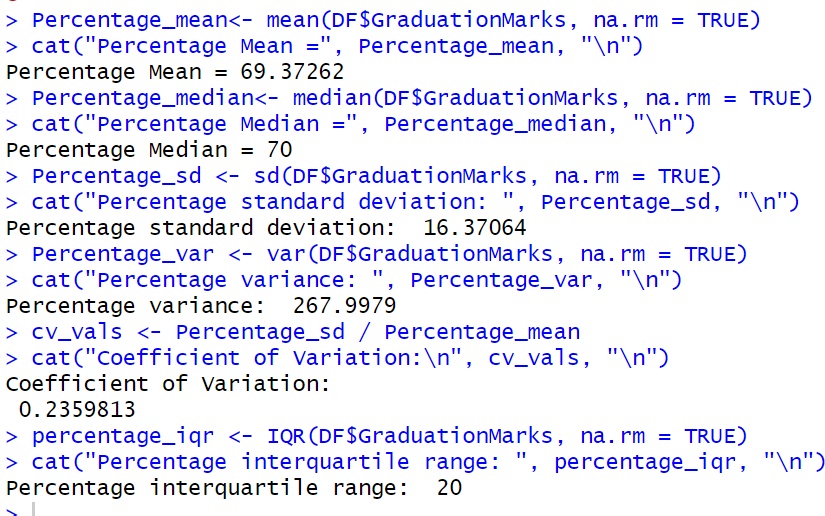 > Percentage_mean<- mean(DF$GraduationMarks, na.rm = TRUE)
> cat("Percentage Mean =", Percentage_mean, "\n")
Percentage Mean = 69.37262
> Percentage_median<- median(DF$GraduationMarks, na.rm = TRUE)
> cat("Percentage Median =", Percentage_median, "\n")
Percentage Median = 70
> Percentage_sd <- sd(DF$GraduationMarks, na.rm = TRUE)
> cat("Percentage standard deviation: ", Percentage_sd, "\n")
Percentage standard deviation:  16.37064
> Percentage_var <- var(DF$GraduationMarks, na.rm = TRUE)
> cat("Percentage variance: ", Percentage_var, "\n")
Percentage variance:  267.9979
> cv_vals <- Percentage_sd / Percentage_mean
> cat("Coefficient of Variation:\n", cv_vals, "\n")
Coefficient of Variation:
 0.2359813
> percentage_iqr <- IQR(DF$GraduationMarks, na.rm = TRUE)
> cat("Percentage interquartile range: ", percentage_iqr, "\n")
Percentage interquartile range:  20
>